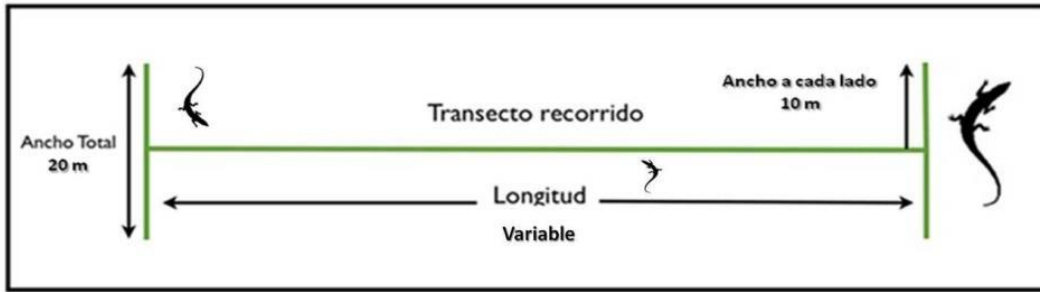 Ancho a cada lado
10 m
Transecto recorrido
Ancho Total
20 m
Longitud
Variable